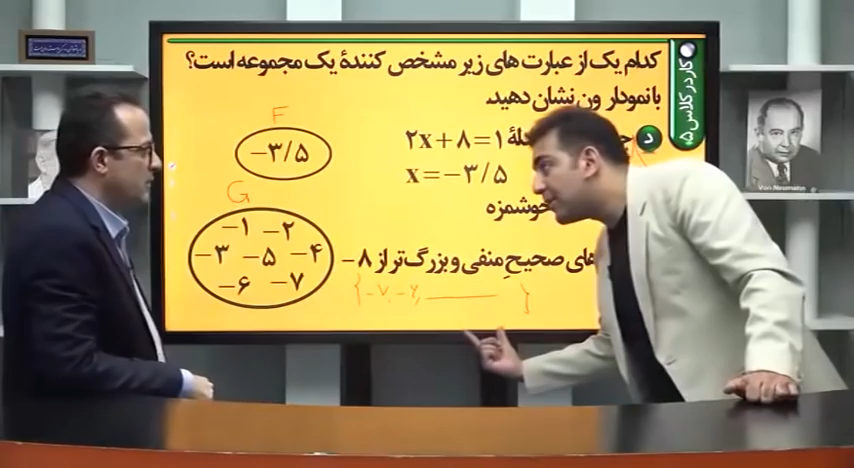 کار در کلاس ۵
کدام یک از عبارت های زیر مشخص کنندهٔ یک مجموعه است؟
با نمودار ون نشان دهید.
د
۲x+۸=۱
x=-۳/۵
F
-۳/۵
خوشمزه
G
-۱ -۲
-۳ -۵ -۴
-۶ -۷
های صحیحِ منفی و بزرگ تر از ۸-
Von Neumann